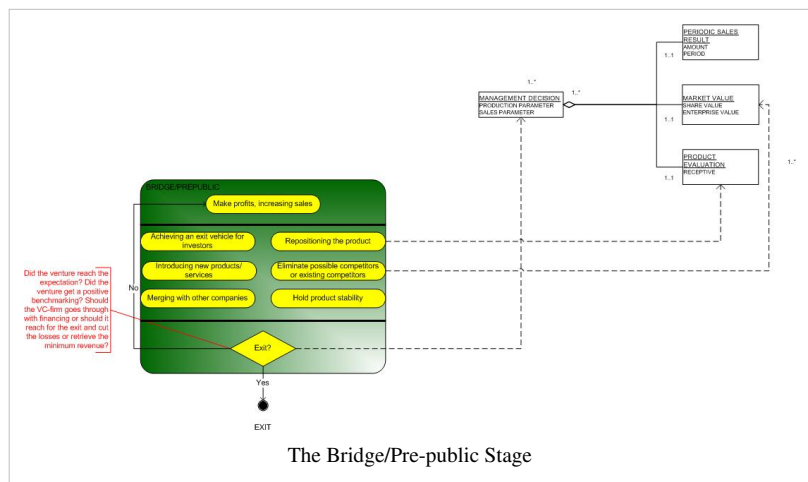 PERIODIC SALES
RESULT
AMOUNT
PERIOD
1..1
1..*
1..*
MANAGEMENT DECISION
PRODUCTION PARAMETER
SALES PARAMETER
MARKET VALUE
SHARE VALUE
ENTERPRISE VALUE
1..1
PRODUCT
EVALUATION
RECEPTIVE
1..*
1..1
BRIDGE/PREPUBLIC
Make profits, increasing sales
Achieving an exit vehicle for
investors
Repositioning the product
Introducing new products/
services
Eliminate possible competitors
or existing competitors
Merging with other companies
Hold product stability
No
Did the venture reach the
expectation? Did the
venture get a positive
benchmarking? Should
the VC-firm goes through
with financing or should it
reach for the exit and cut
the losses or retrieve the
minimum revenue?
Exit?
Yes
EXIT
The Bridge/Pre-public Stage